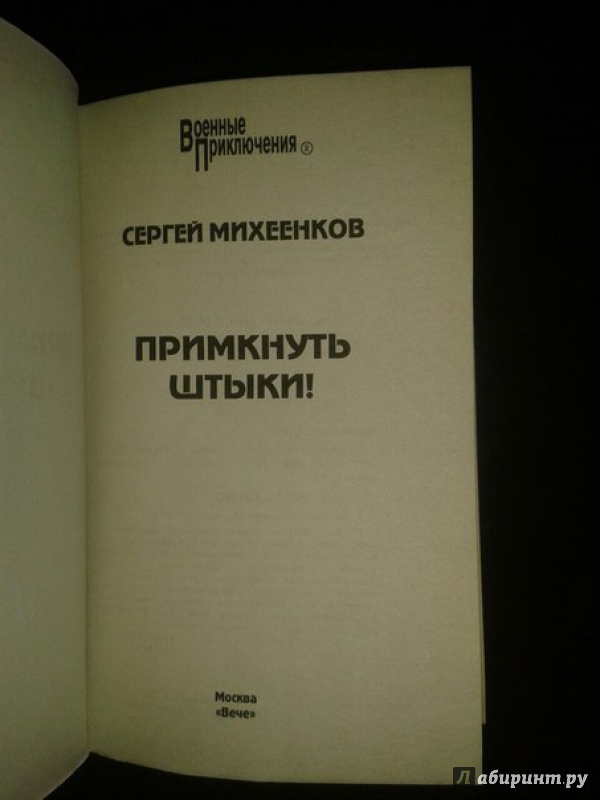 Военные
Приключения ®
СЕРГЕЙ МИХЕЕНКОВ
ПРИМКНУТЬ
ШТЫКИ!
Москва
«Вече»
Лабиринт.ру